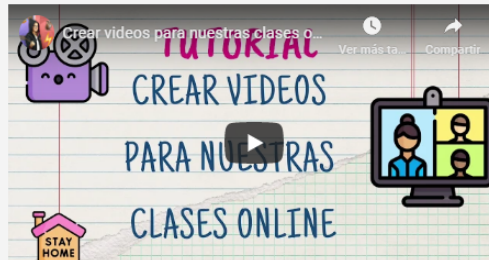 Crear videos para nuestras clases o...
Ver más ta...
Compartir
TUTORIAL
CREAR VIDEOS
PARA NUESTRAS
CLASES ONLINE
STAY
HOME